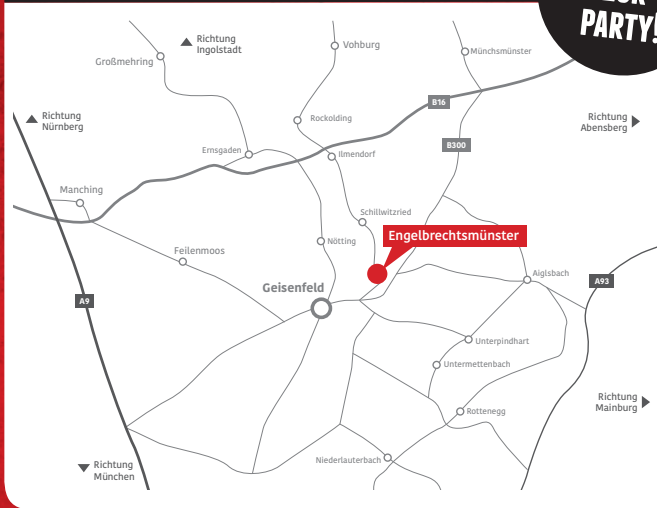 PARTY!
Richtung
Ingolstadt
Großmehring
Vohburg
Münchsmünster
B16
Richtung
Nürnberg
Rockolding
Richtung
Abensberg
B300
Ernsgaden
Ilmendorf
Manching
Schillwitzried
Engelbrechtsmünster
Nötting
Feilenmoos
Aiglsbach
A93
Geisenfeld
A9
Unterpindhart
Untermettenbach
Richtung
Mainburg
Rottenegg
Niederlauterbach
Richtung
München